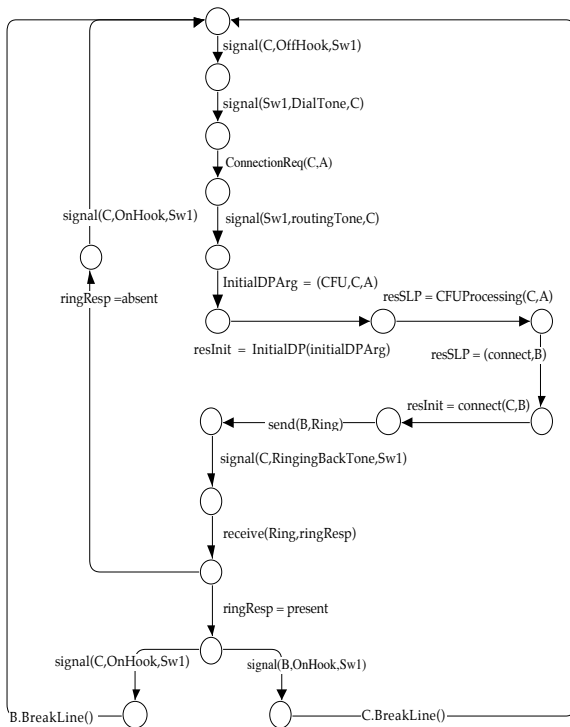 signal(C,OffHook,Sw1)
signal(Sw1,DialTone,C)
ConnectionReq(C,A)
signal(C,OnHook,Sw1)
signal(Sw1,routingTone,C)
InitialDPArg = (CFU,C,A)
resSLP = CFUProcessing(C,A)
ringResp =absent
resInit = InitialDP(initialDPArg)
resSLP = (connect,B)
resInit = connect(C,B)
send(B,Ring)
signal(C,RingingBackTone,Sw1)
receive(Ring,ringResp)
ringResp = present
signal(C,OnHook,Sw1)
signal(B,OnHook,Sw1)
B.BreakLine()
C.BreakLine()